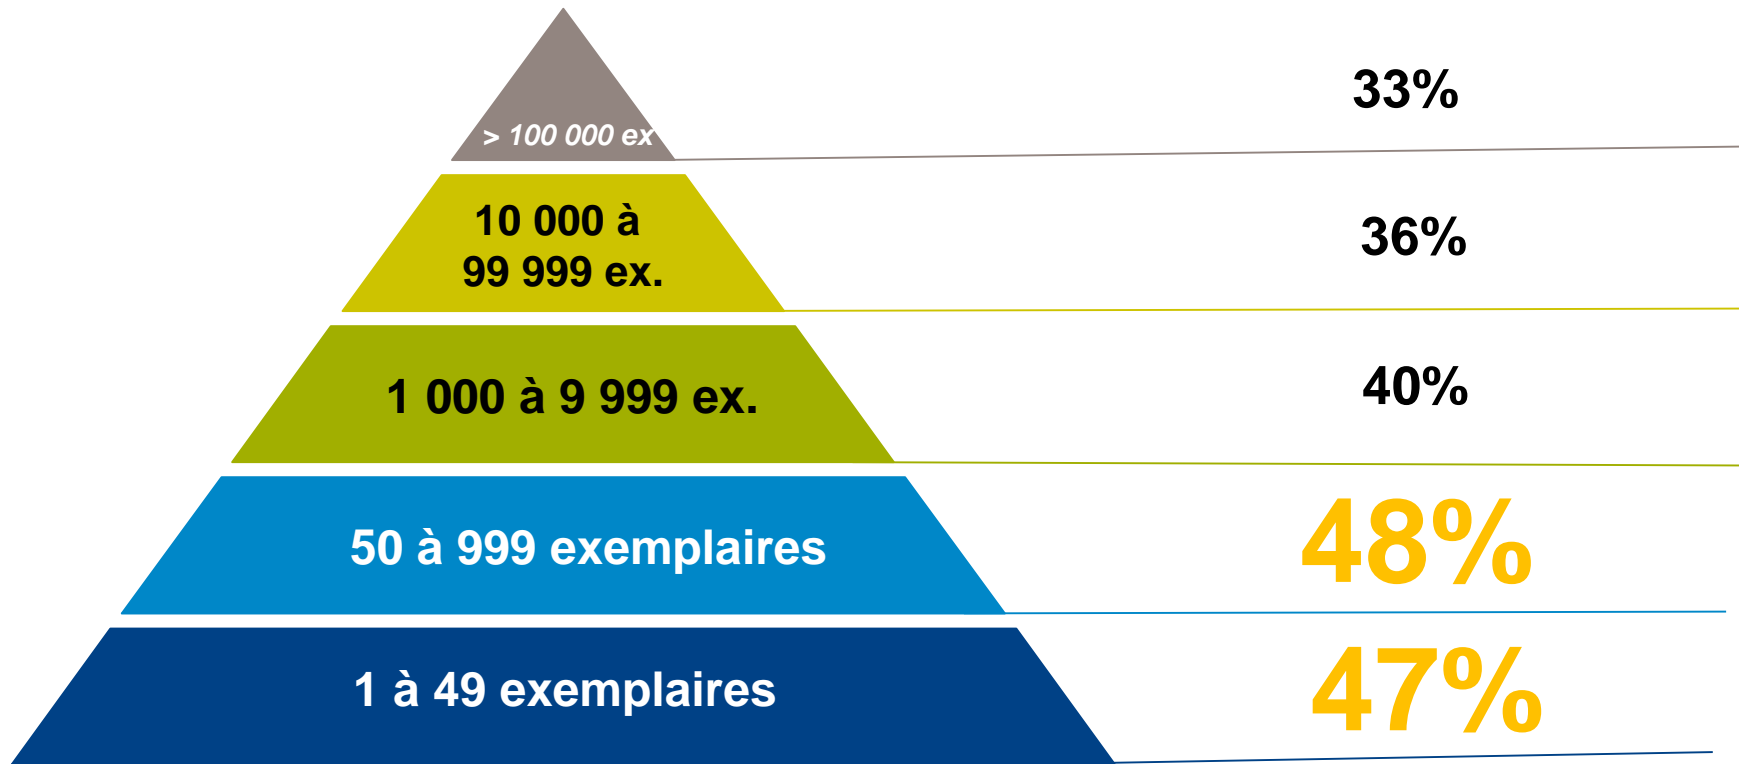 > 100 000 ex
33%
10 000 à
99 999 ex.
36%
1 000 à 9 999 ex.
40%
50 à 999 exemplaires
48%
1 à 49 exemplaires
47%